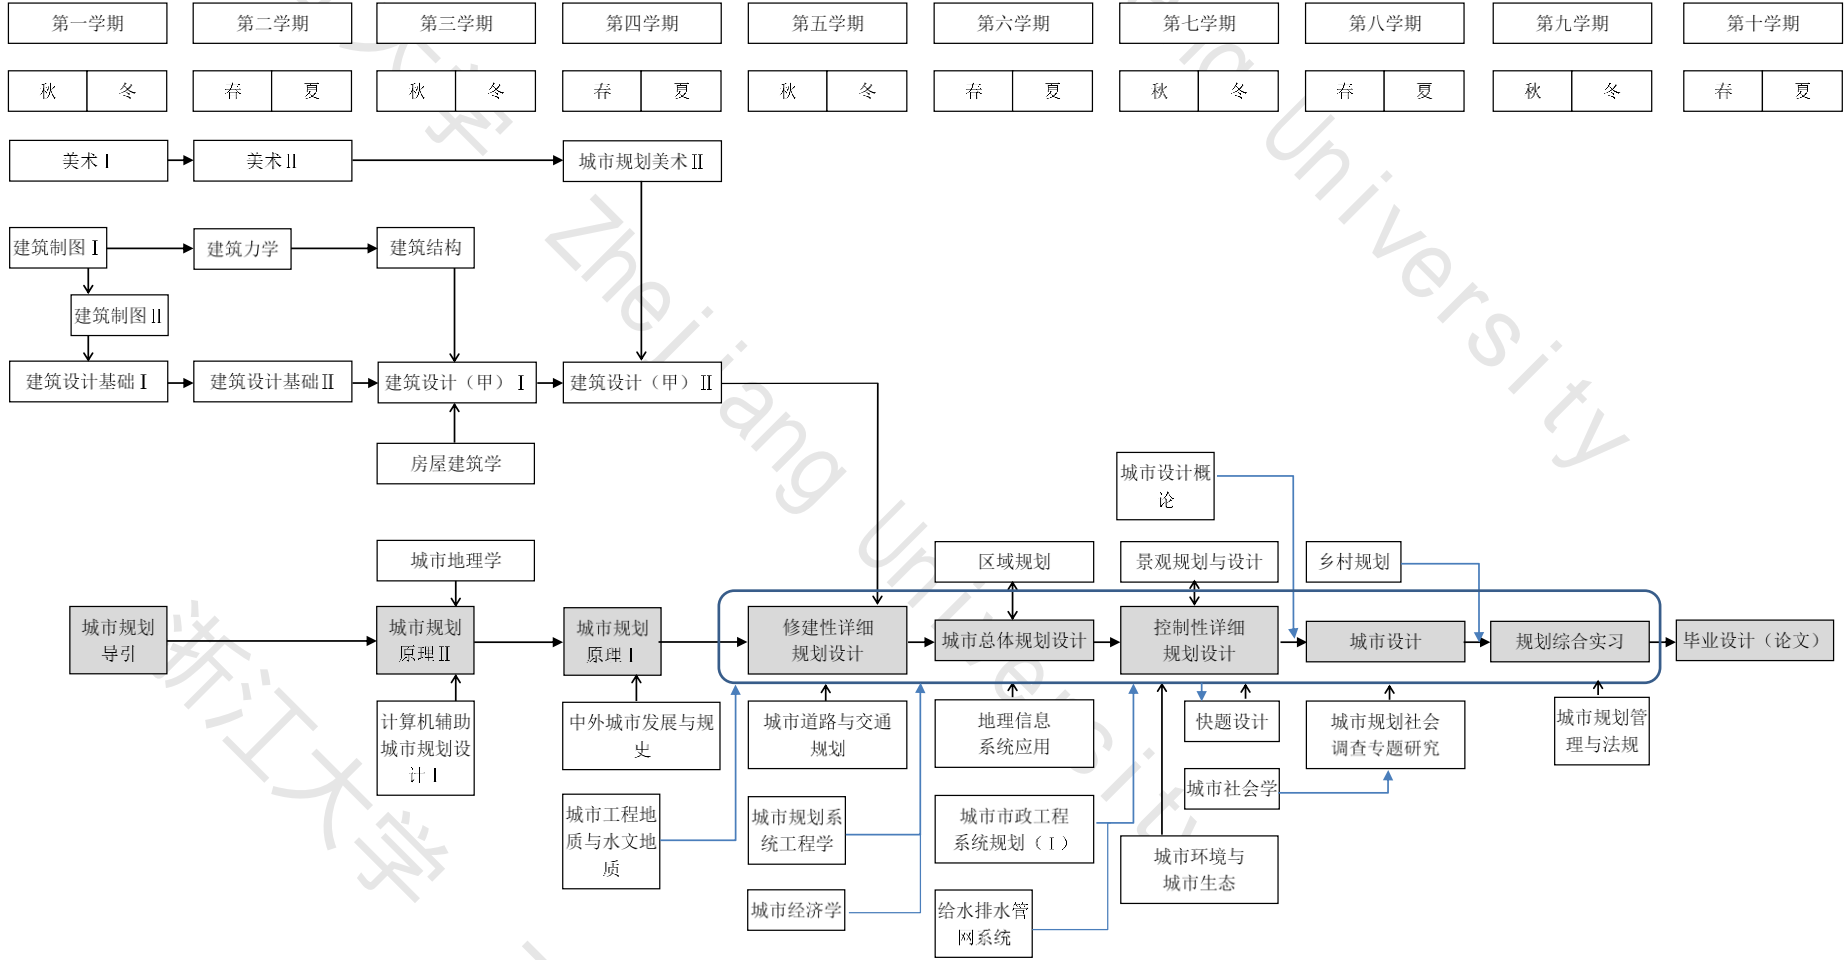 第一学期
第二学期
第三学期
第四学期
第五学期
第六学期
第七学期
第八学期
第九学期
第十学期
秋
冬
春
夏
秋
冬
春
夏
秋
冬
春
夏
秋
冬
春
夏
秋
冬
春
夏
美术Ⅰ
美术Ⅱ
城市规划美术Ⅱ
建筑制图Ⅰ
建筑力学
建筑结构
建筑制图Ⅱ
建筑设计基础Ⅰ
建筑设计基础Ⅱ
建筑设计（甲）Ⅰ
建筑设计（甲）Ⅱ
房屋建筑学
城市设计概
论
城市地理学
区域规划
景观规划与设计
乡村规划
城市规划
导引
城市规划
原理Ⅱ
城市规划
原理Ⅰ
修建性详细
规划设计
城市总体规划设计
控制性详细
规划设计
城市设计
规划综合实习
毕业设计（论文）
计算机辅助
城市规划设
计Ⅰ
中外城市发展与规
史
城市道路与交通
规划
地理信息
系统应用
快题设计
城市规划社会
调查专题研究
城市规划管
理与法规
城市工程地
质与水文地
质
城市规划系
统工程学
城市市政工程
系统规划（Ⅰ）
城市社会学
城市环境与
城市生态
城市经济学
给水排水管
网系统
浙江大学
Zhejiang University
大学
University